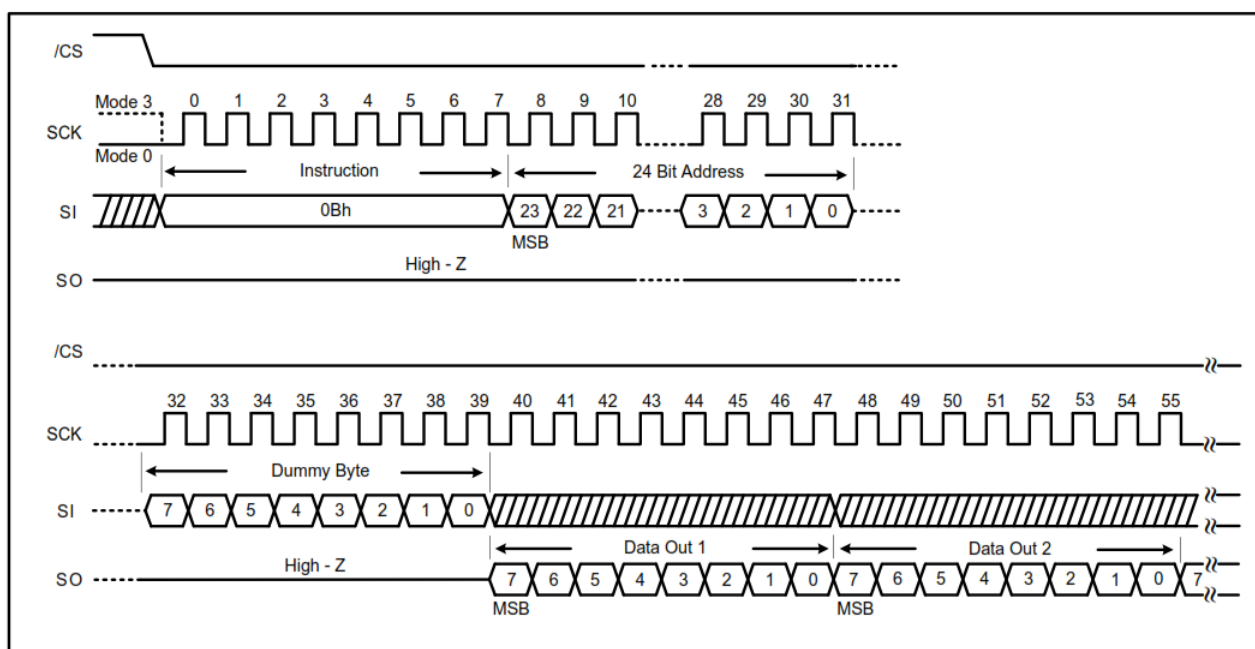 /CS
Mode 3 0 1 2 3 4 5 6 7 8 9 10 28 29 30 31
SCK
Mode 0
Instruction 24 Bit Address
SI 0Bh 23 22 21 3 2 1 0
MSB
High - Z
SO
/CS
32 33 34 35 36 37 38 39 40 41 42 43 44 45 46 47 48 49 50 51 52 53 54 55
SCK
Dummy Byte
SI 7 6 5 4 3 2 1 0
Data Out 1 Data Out 2
High - Z
SO 7 6 5 4 3 2 1 0 7 6 5 4 3 2 1 0 7
MSB MSB